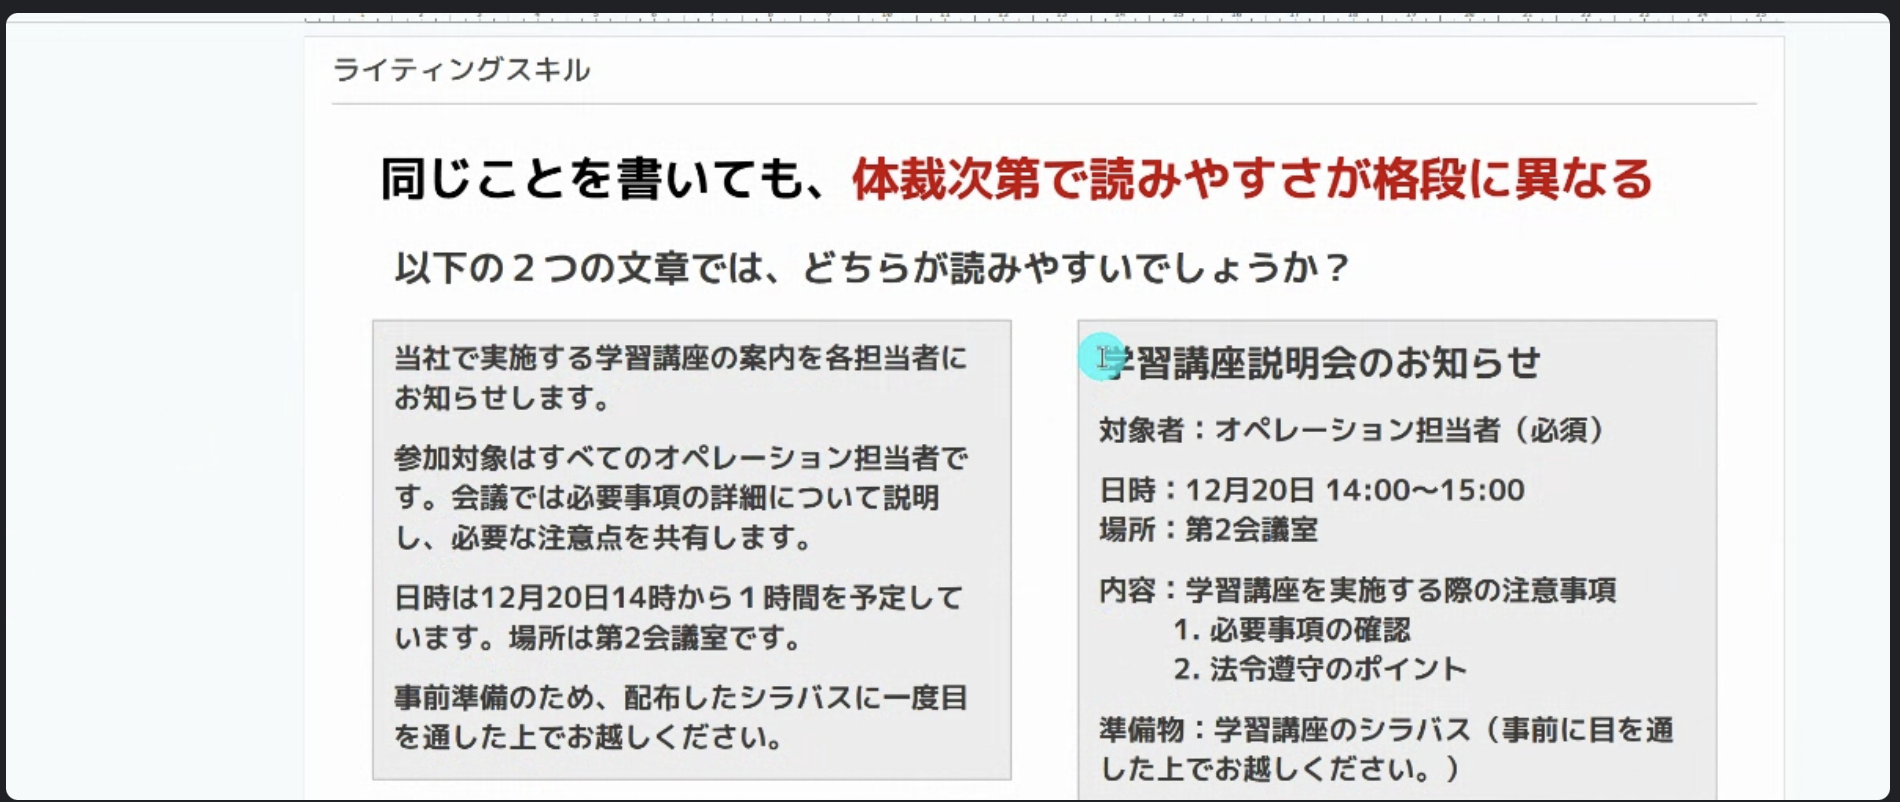 ライティングスキル
同じことを書いても、体裁次第で読みやすさが格段に異なる
以下の２つの文章では、どちらが読みやすいでしょうか？
当社で実施する学習講座の案内を各担当者に
お知らせします。
参加対象はすべてのオペレーション担当者で
す。会議では必要事項の詳細について説明
し、必要な注意点を共有します。
日時は12月20日14時から１時間を予定して
います。場所は第2会議室です。
事前準備のため、配布したシラバスに一度目
を通した上でお越しください。
学習講座説明会のお知らせ
対象者：オペレーション担当者（必須）
日時：12月20日 14:00～15:00
場所：第2会議室
内容：学習講座を実施する際の注意事項
1. 必要事項の確認
2. 法令遵守のポイント
準備物：学習講座のシラバス（事前に目を通
した上でお越しください。）